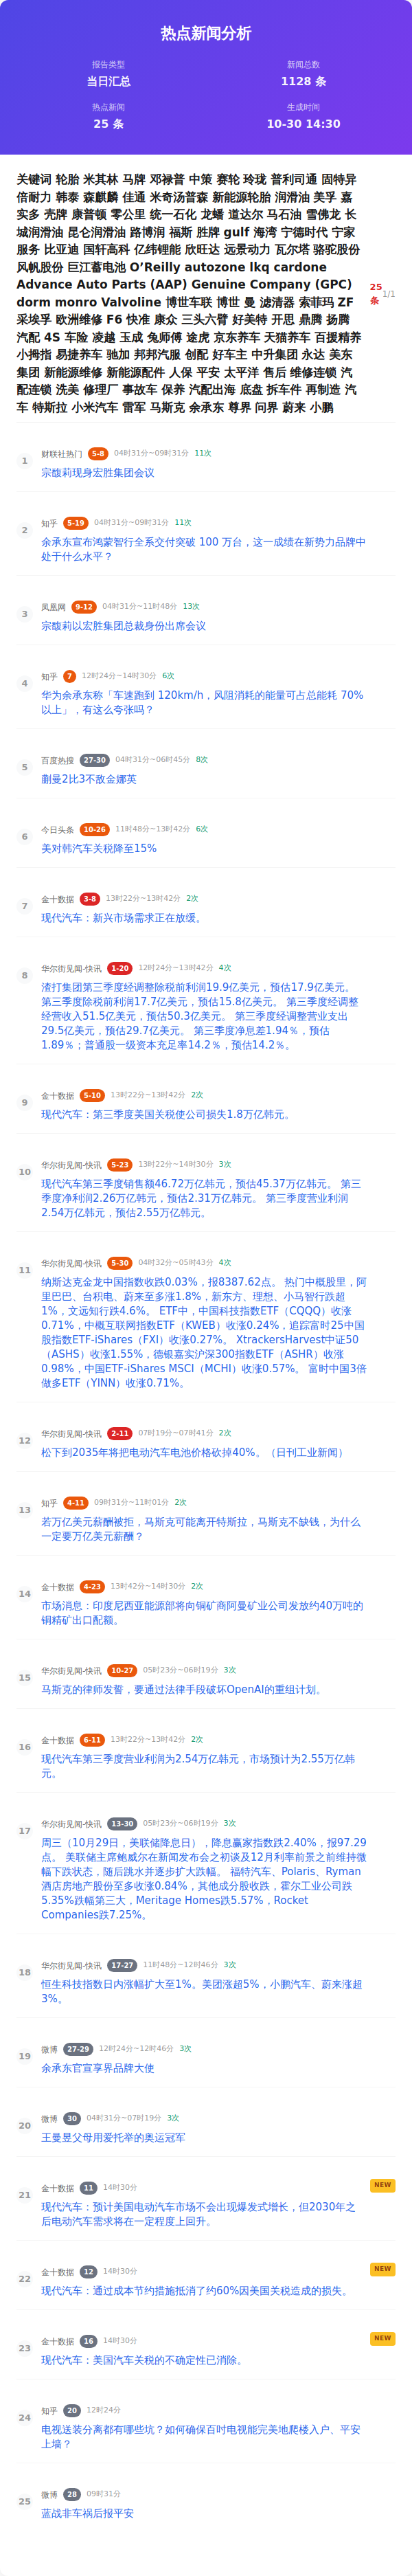 热点新闻分析
报告类型
当日汇总
新闻总数
1128 条
热点新闻
25 条
生成时间
10-30 14:30
关键词 轮胎 米其林 马牌 邓禄普 中策 赛轮 玲珑 普利司通 固特异
倍耐力 韩泰 森麒麟 佳通 米奇汤普森 新能源轮胎 润滑油 美孚 嘉
实多 壳牌 康普顿 零公里 统一石化 龙蟠 道达尔 马石油 雪佛龙 长
城润滑油 昆仑润滑油 路博润 福斯 胜牌 gulf 海湾 宁德时代 宁家
服务 比亚迪 国轩高科 亿纬锂能 欣旺达 远景动力 瓦尔塔 骆驼股份
风帆股份 巨江蓄电池 O’Reilly autozone lkq cardone
Advance Auto Parts (AAP) Genuine Company (GPC)
dorm monro Valvoline 博世车联 博世 曼 滤清器 索菲玛 ZF
采埃孚 欧洲维修 F6 快准 康众 三头六臂 好美特 开思 鼎腾 扬腾
汽配 4S 车险 凌越 玉成 兔师傅 途虎 京东养车 天猫养车 百援精养
小拇指 易捷养车 驰加 邦邦汽服 创配 好车主 中升集团 永达 美东
集团 新能源维修 新能源配件 人保 平安 太平洋 售后 维修连锁 汽
配连锁 洗美 修理厂 事故车 保养 汽配出海 底盘 拆车件 再制造 汽
车 特斯拉 小米汽车 雷军 马斯克 余承东 尊界 问界 蔚来 小鹏
25
条
1/1
1
财联社热门 5-8 04时31分~09时31分 11次
宗馥莉现身宏胜集团会议
2
知乎 5-19 04时31分~09时31分 11次
余承东宣布鸿蒙智行全系交付突破 100 万台，这一成绩在新势力品牌中
处于什么水平？
3
凤凰网 9-12 04时31分~11时48分 13次
宗馥莉以宏胜集团总裁身份出席会议
4
知乎 7 12时24分~14时30分 6次
华为余承东称「车速跑到 120km/h，风阻消耗的能量可占总能耗 70%
以上」，有这么夸张吗？
5
百度热搜 27-30 04时31分~06时45分 8次
蒯曼2比3不敌金娜英
6
今日头条 10-26 11时48分~13时42分 6次
美对韩汽车关税降至15%
7
金十数据 3-8 13时22分~13时42分 2次
现代汽车：新兴市场需求正在放缓。
8
华尔街见闻-快讯 1-20 12时24分~13时42分 4次
渣打集团第三季度经调整除税前利润19.9亿美元，预估17.9亿美元。
第三季度除税前利润17.7亿美元，预估15.8亿美元。 第三季度经调整
经营收入51.5亿美元，预估50.3亿美元。 第三季度经调整营业支出
29.5亿美元，预估29.7亿美元。 第三季度净息差1.94％，预估
1.89％；普通股一级资本充足率14.2％，预估14.2％。
9
金十数据 5-10 13时22分~13时42分 2次
现代汽车：第三季度美国关税使公司损失1.8万亿韩元。
10
华尔街见闻-快讯 5-23 13时22分~14时30分 3次
现代汽车第三季度销售额46.72万亿韩元，预估45.37万亿韩元。 第三
季度净利润2.26万亿韩元，预估2.31万亿韩元。 第三季度营业利润
2.54万亿韩元，预估2.55万亿韩元。
11
华尔街见闻-快讯 5-30 04时32分~05时43分 4次
纳斯达克金龙中国指数收跌0.03%，报8387.62点。 热门中概股里，阿
里巴巴、台积电、蔚来至多涨1.8%，新东方、理想、小马智行跌超
1%，文远知行跌4.6%。 ETF中，中国科技指数ETF（CQQQ）收涨
0.71%，中概互联网指数ETF（KWEB）收涨0.24%，追踪富时25中国
股指数ETF-iShares（FXI）收涨0.27%。 XtrackersHarvest中证50
（ASHS）收涨1.55%，德银嘉实沪深300指数ETF（ASHR）收涨
0.98%，中国ETF-iShares MSCI（MCHI）收涨0.57%。 富时中国3倍
做多ETF（YINN）收涨0.71%。
12
华尔街见闻-快讯 2-11 07时19分~07时41分 2次
松下到2035年将把电动汽车电池价格砍掉40%。（日刊工业新闻）
13
知乎 4-11 09时31分~11时01分 2次
若万亿美元薪酬被拒，马斯克可能离开特斯拉，马斯克不缺钱，为什么
一定要万亿美元薪酬？
14
金十数据 4-23 13时42分~14时30分 2次
市场消息：印度尼西亚能源部将向铜矿商阿曼矿业公司发放约40万吨的
铜精矿出口配额。
15
华尔街见闻-快讯 10-27 05时23分~06时19分 3次
马斯克的律师发誓，要通过法律手段破坏OpenAI的重组计划。
16
金十数据 6-11 13时22分~13时42分 2次
现代汽车第三季度营业利润为2.54万亿韩元，市场预计为2.55万亿韩
元。
17
华尔街见闻-快讯 13-30 05时23分~06时19分 3次
周三（10月29日，美联储降息日），降息赢家指数跌2.40%，报97.29
点。 美联储主席鲍威尔在新闻发布会之初谈及12月利率前景之前维持微
幅下跌状态，随后跳水并逐步扩大跌幅。 福特汽车、Polaris、Ryman
酒店房地产股份至多收涨0.84%，其他成分股收跌，霍尔工业公司跌
5.35%跌幅第三大，Meritage Homes跌5.57%，Rocket
Companies跌7.25%。
18
华尔街见闻-快讯 17-27 11时48分~12时46分 3次
恒生科技指数日内涨幅扩大至1%。美团涨超5%，小鹏汽车、蔚来涨超
3%。
19
微博 27-29 12时24分~12时46分 3次
余承东官宣享界品牌大使
20
微博 30 04时31分~07时19分 3次
王曼昱父母用爱托举的奥运冠军
21
金十数据 11 14时30分
NEW
现代汽车：预计美国电动汽车市场不会出现爆发式增长，但2030年之
后电动汽车需求将在一定程度上回升。
22
金十数据 12 14时30分
NEW
现代汽车：通过成本节约措施抵消了约60%因美国关税造成的损失。
23
金十数据 16 14时30分
NEW
现代汽车：美国汽车关税的不确定性已消除。
24
知乎 20 12时24分
电视送装分离都有哪些坑？如何确保百吋电视能完美地爬楼入户、平安
上墙？
25
微博 28 09时31分
蓝战非车祸后报平安